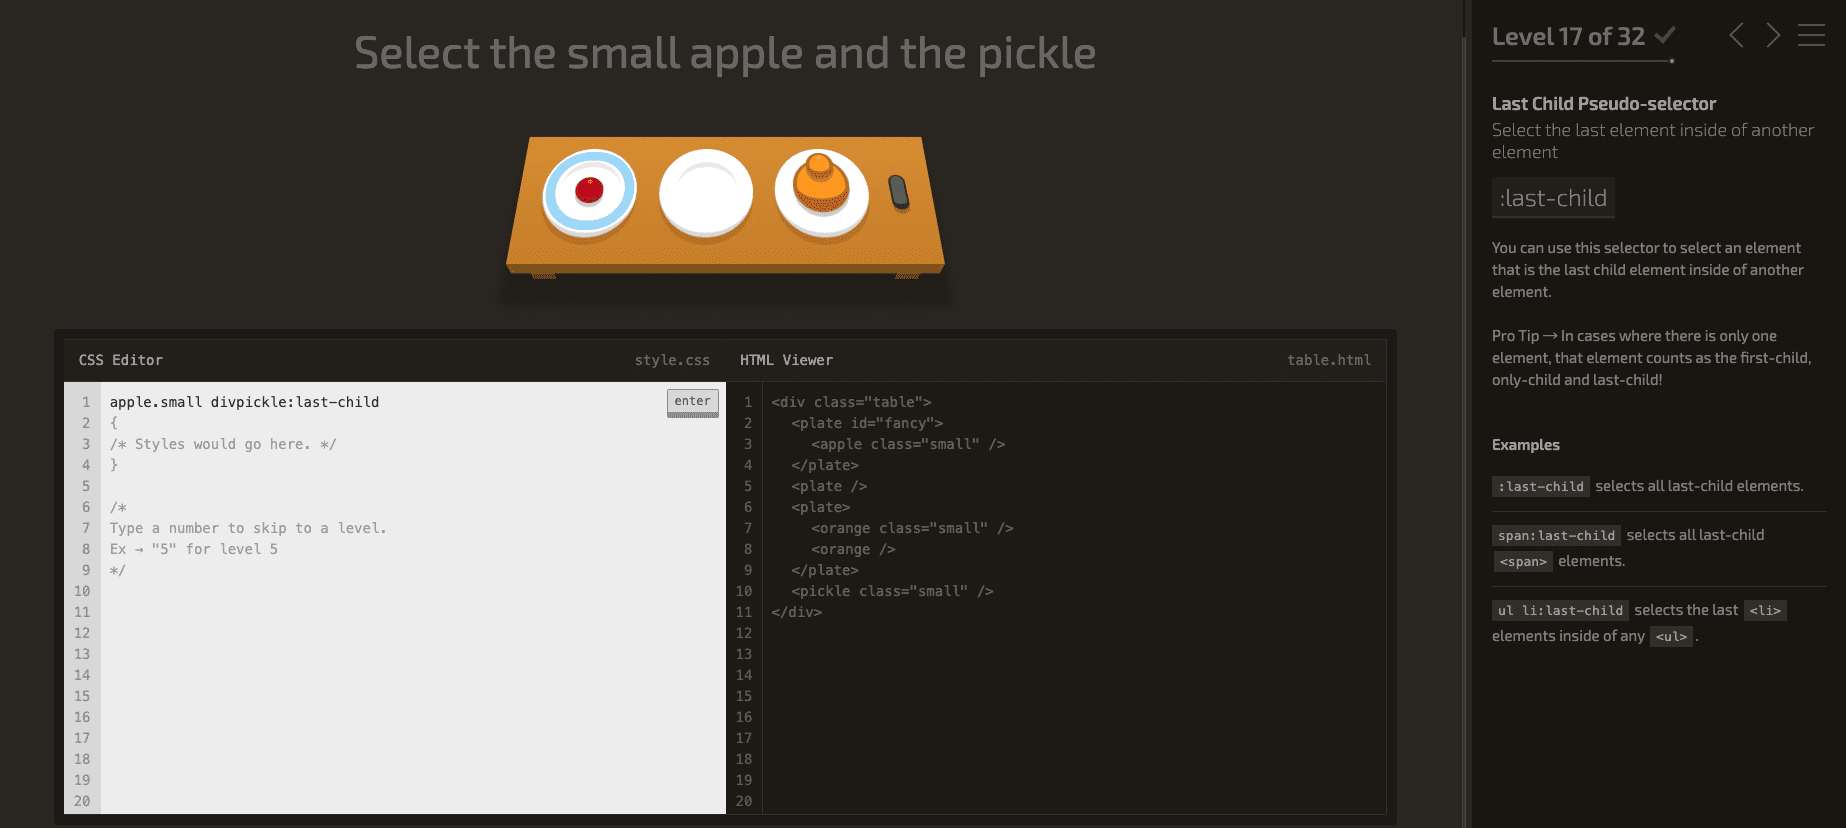 Select the small apple and the pickle
CSS Editor
style.css
1 apple.small divpickle:last-child
enter
2 {
3 /* Styles would go here. */
4 }
5
6 /*
7 Type a number to skip to a level.
8 Ex → "5" for level 5
9 */
10
11
12
13
14
15
16
17
18
19
20
HTML Viewer
table.html
1 <div class="table">
2 <plate id="fancy">
3 <apple class="small" />
4 </plate>
5 <plate />
6 <plate>
7 <orange class="small" />
8 <orange />
9 </plate>
10 <pickle class="small" />
11 </div>
12
13
14
15
16
17
18
19
20
Level 17 of 32 ✓
Last Child Pseudo-selector
Select the last element inside of another
element
:last-child
You can use this selector to select an element
that is the last child element inside of another
element.
Pro Tip → In cases where there is only one
element, that element counts as the first-child,
only-child and last-child!
Examples
:last-child selects all last-child elements.
span:last-child selects all last-child
<span> elements.
ul li:last-child selects the last <li>
elements inside of any <ul> .